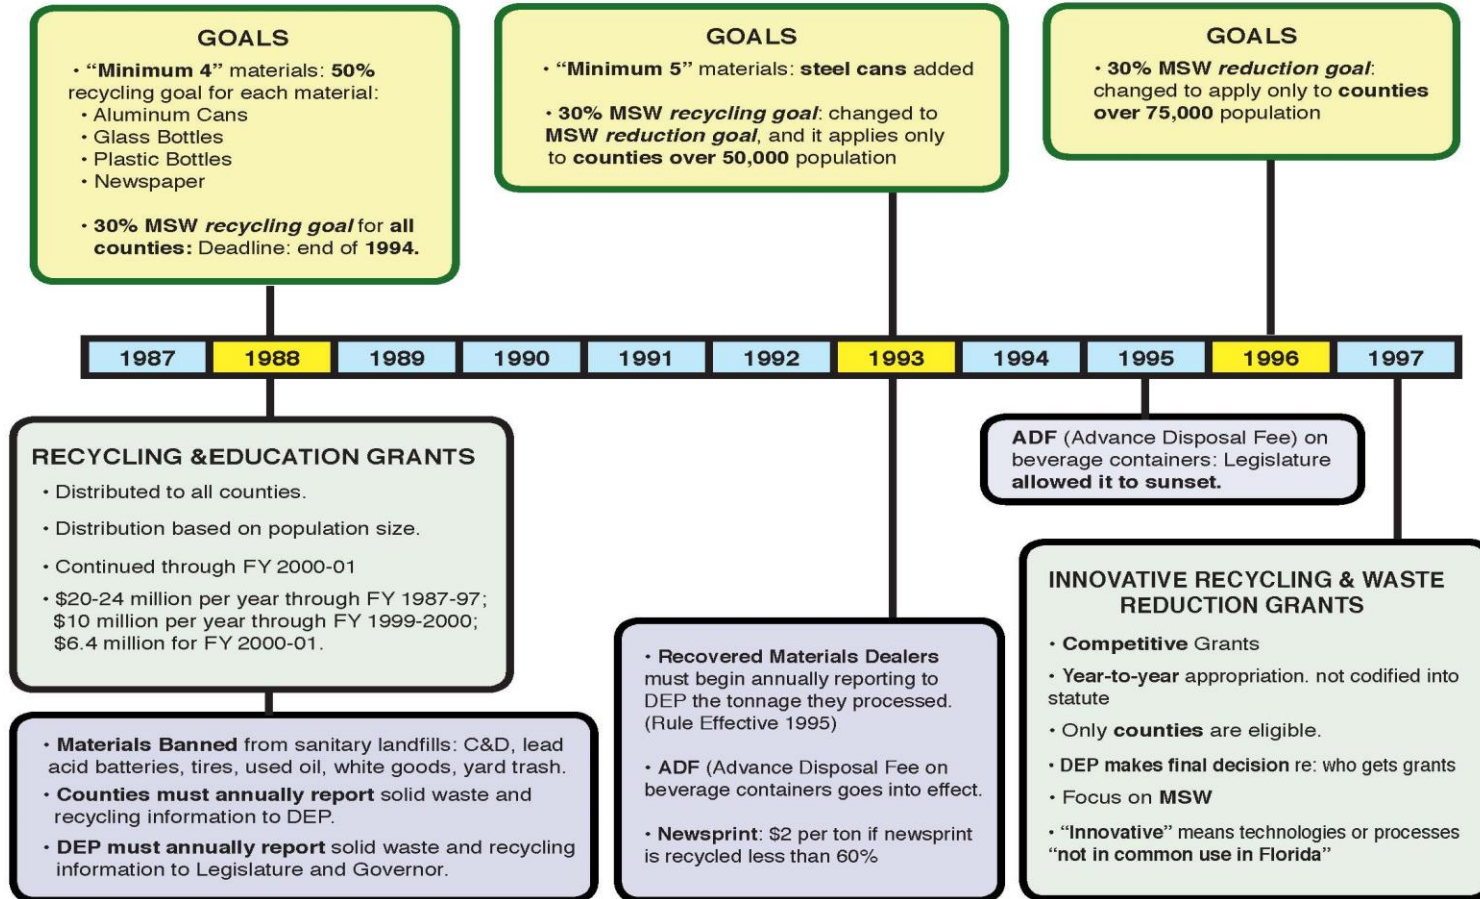 GOALS
• “Minimum 4” materials: 50%
recycling goal for each material:
• Aluminum Cans
• Glass Bottles
• Plastic Bottles
• Newspaper
• 30% MSW recycling goal for all
counties: Deadline: end of 1994.
GOALS
• “Minimum 5” materials: steel cans added
• 30% MSW recycling goal: changed to
MSW reduction goal, and it applies only
to counties over 50,000 population
GOALS
• 30% MSW reduction goal:
changed to apply only to counties
over 75,000 population
1987 1988 1989 1990 1991 1992 1993 1994 1995 1996 1997
RECYCLING &EDUCATION GRANTS
• Distributed to all counties.
• Distribution based on population size.
• Continued through FY 2000-01
• $20-24 million per year through FY 1987-97;
$10 million per year through FY 1999-2000;
$6.4 million for FY 2000-01.
• Materials Banned from sanitary landfills: C&D, lead
acid batteries, tires, used oil, white goods, yard trash.
• Counties must annually report solid waste and
recycling information to DEP.
• DEP must annually report solid waste and recycling
information to Legislature and Governor.
• Recovered Materials Dealers
must begin annually reporting to
DEP the tonnage they processed.
(Rule Effective 1995)
• ADF (Advance Disposal Fee on
beverage containers goes into effect.
• Newsprint: $2 per ton if newsprint
is recycled less than 60%
ADF (Advance Disposal Fee) on
beverage containers: Legislature
allowed it to sunset.
INNOVATIVE RECYCLING & WASTE
REDUCTION GRANTS
• Competitive Grants
• Year-to-year appropriation. not codified into
statute
• Only counties are eligible.
• DEP makes final decision re: who gets grants
• Focus on MSW
• “Innovative” means technologies or processes
“not in common use in Florida”